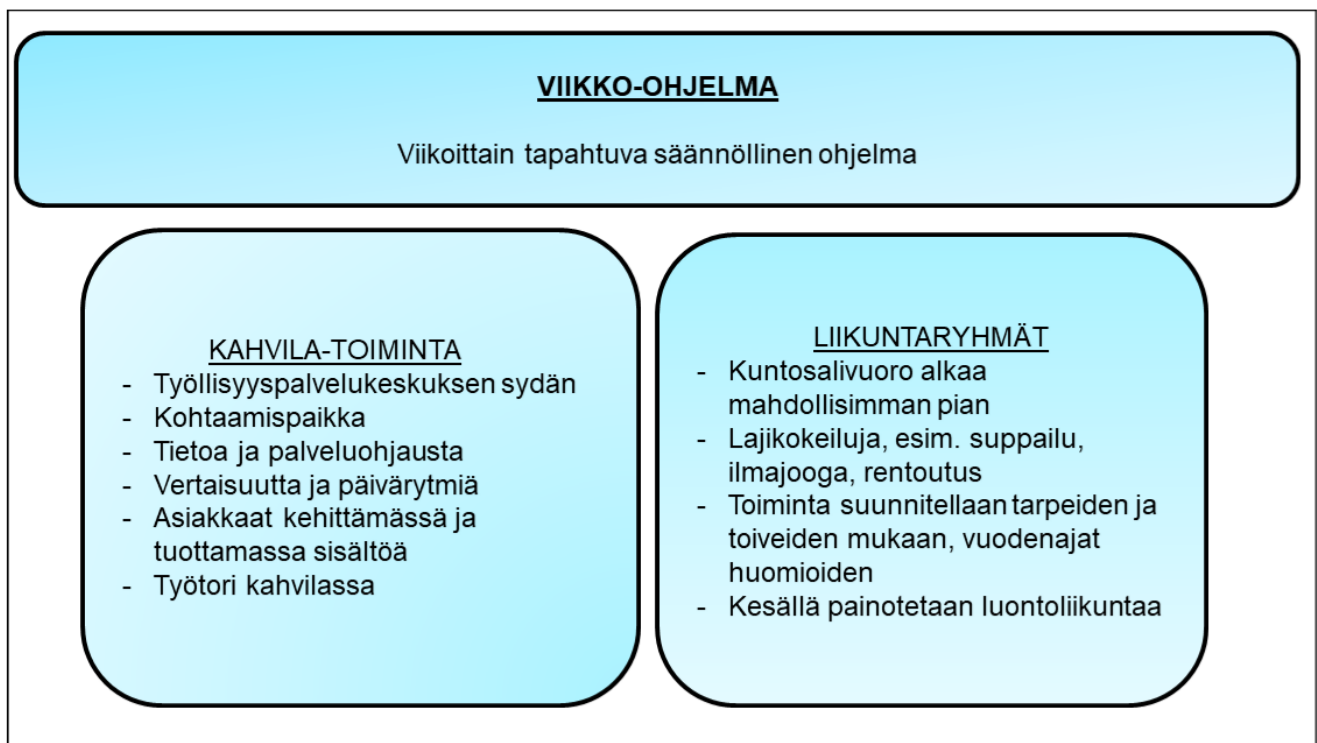 VIIKKO-OHJELMA
Viikoittain tapahtuva säännöllinen ohjelma
KAHVILA-TOIMINTA
- Työllisyyspalvelukeskuksen sydän
- Kohtaamispaikka
- Tietoa ja palveluohjausta
- Vertaisuutta ja päivärytmiä
- Asiakkaat kehittämässä ja
tuottamassa sisältöä
- Työtori kahvilassa
LIIKUNTARYHMÄT
- Kuntosalivuoro alkaa
mahdollisimman pian
- Lajikokeiluja, esim. suppailu,
ilmajooga, rentoutus
- Toiminta suunnitellaan tarpeiden ja
toiveiden mukaan, vuodenajat
huomioiden
- Kesällä painotetaan luontoliikuntaa